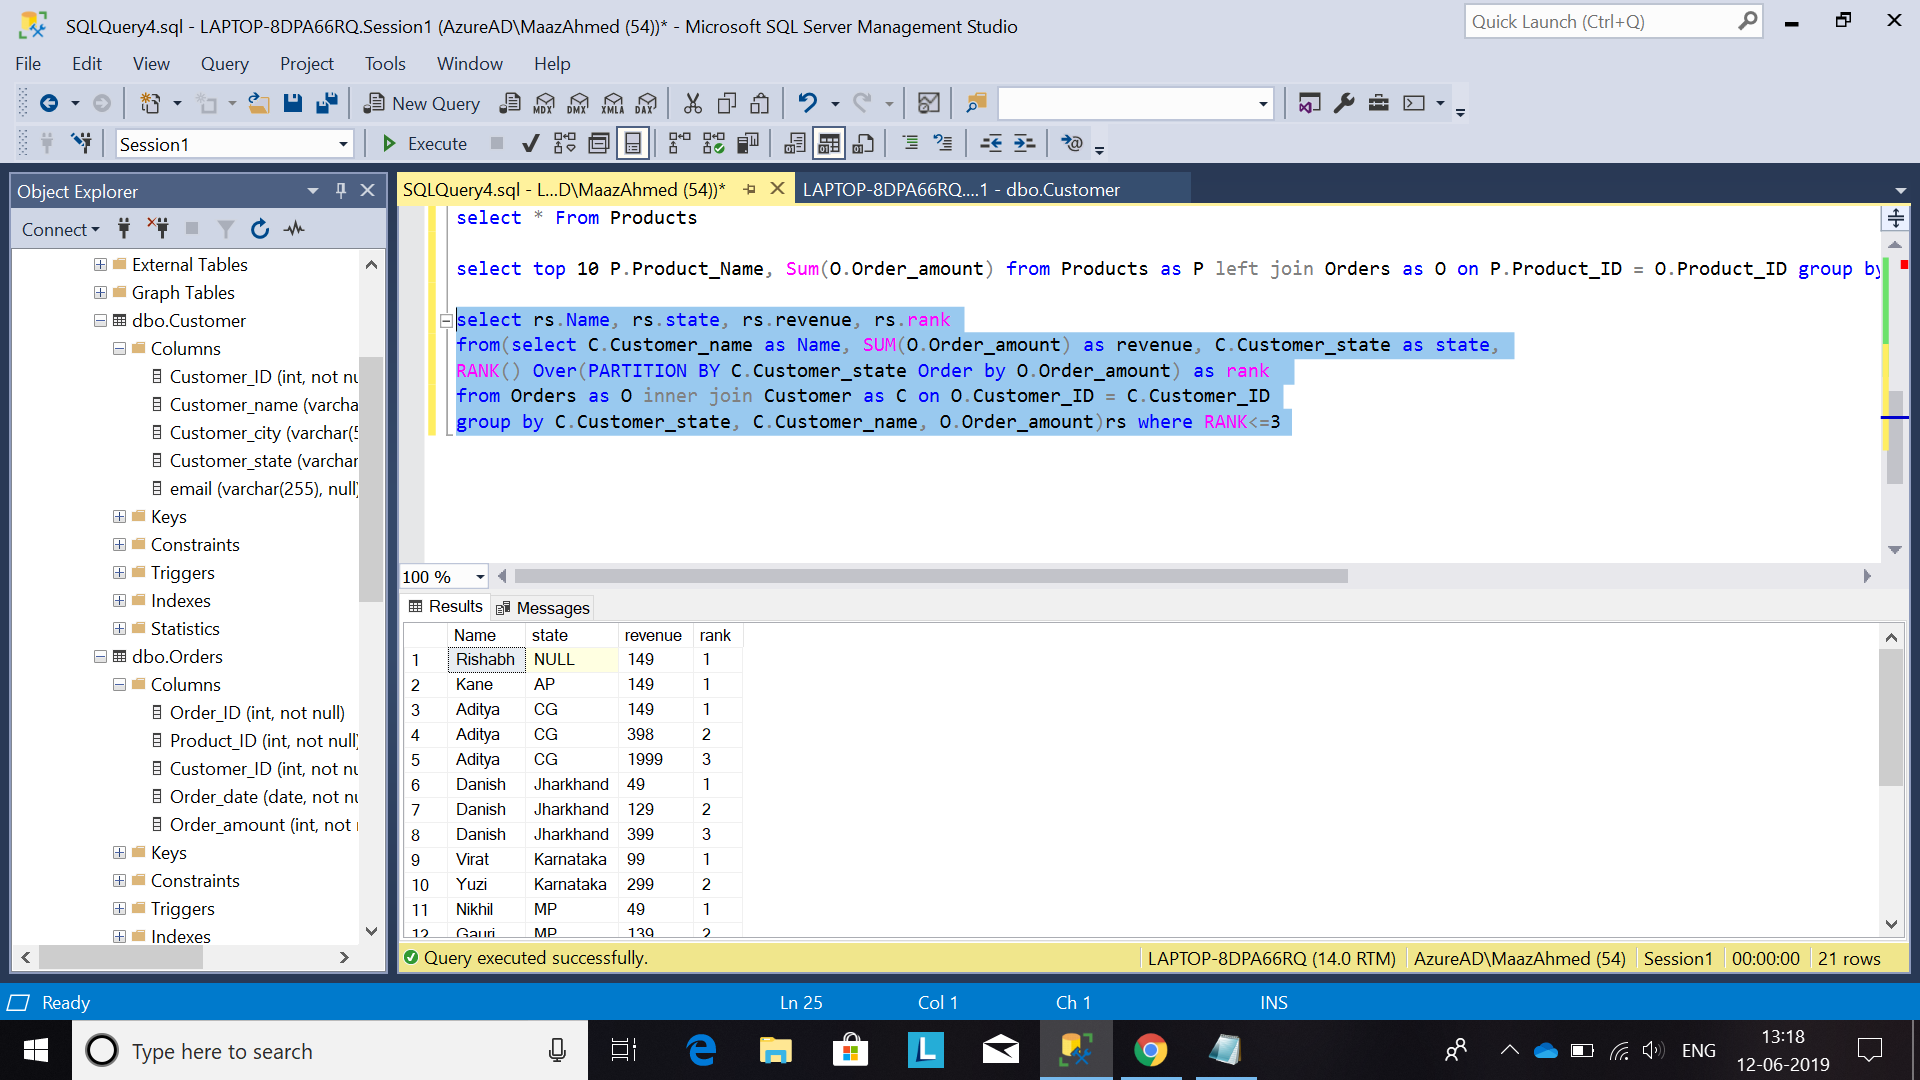 SQLQuery4.sql - LAPTOP-8DPA66RQ.Session1 (AzureAD\MaazAhmed (54))* - Microsoft SQL Server Management Studio
Quick Launch (Ctrl+Q)
File Edit View Query Project Tools Window Help
New Query MDX DMX XMLA DAX
Session1 Execute
Object Explorer
SQLQuery4.sql - L...D\MaazAhmed (54))*
LAPTOP-8DPA66RQ....1 - dbo.Customer
Connect
External Tables
Graph Tables
dbo.Customer
Columns
Customer_ID (int, not nu
Customer_name (varcha
Customer_city (varchar(5
Customer_state (varchar
email (varchar(255), null)
Keys
Constraints
Triggers
Indexes
Statistics
dbo.Orders
Columns
Order_ID (int, not null)
Product_ID (int, not null)
Customer_ID (int, not nu
Order_date (date, not nu
Order_amount (int, not
Keys
Constraints
Triggers
Indexes
select * From Products
select top 10 P.Product_Name, Sum(O.Order_amount) from Products as P left join Orders as O on P.Product_ID = O.Product_ID group by
select rs.Name, rs.state, rs.revenue, rs.rank
from(select C.Customer_name as Name, SUM(O.Order_amount) as revenue, C.Customer_state as state,
RANK() Over(PARTITION BY C.Customer_state Order by O.Order_amount) as rank
from Orders as O inner join Customer as C on O.Customer_ID = C.Customer_ID
group by C.Customer_state, C.Customer_name, O.Order_amount)rs where RANK<=3
100 %
Results Messages
Name state revenue rank
1 Rishabh NULL 149 1
2 Kane AP 149 1
3 Aditya CG 149 1
4 Aditya CG 398 2
5 Aditya CG 1999 3
6 Danish Jharkhand 49 1
7 Danish Jharkhand 129 2
8 Danish Jharkhand 399 3
9 Virat Karnataka 99 1
10 Yuzi Karnataka 299 2
11 Nikhil MP 49 1
12 Gauri MP 139 2
Query executed successfully.
LAPTOP-8DPA66RQ (14.0 RTM) AzureAD\MaazAhmed (54) Session1 00:00:00 21 rows
Ready Ln 25 Col 1 Ch 1 INS
Type here to search
L
ENG
13:18
12-06-2019